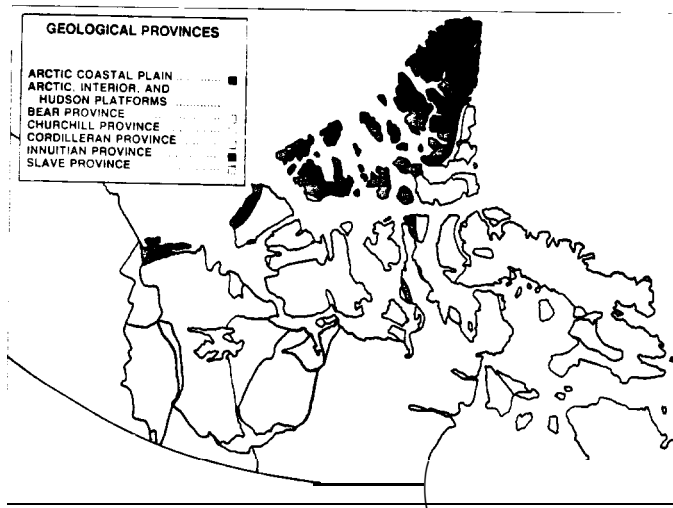 GEOLOGICAL PROVINCES
ARCTIC COASTAL PLAIN
ARCTIC, INTERIOR, AND
HUDSON PLATFORMS
BEAR PROVINCE
CHURCHILL PROVINCE
CORDILLERAN PROVINCE
INNUITIAN PROVINCE
SLAVE PROVINCE